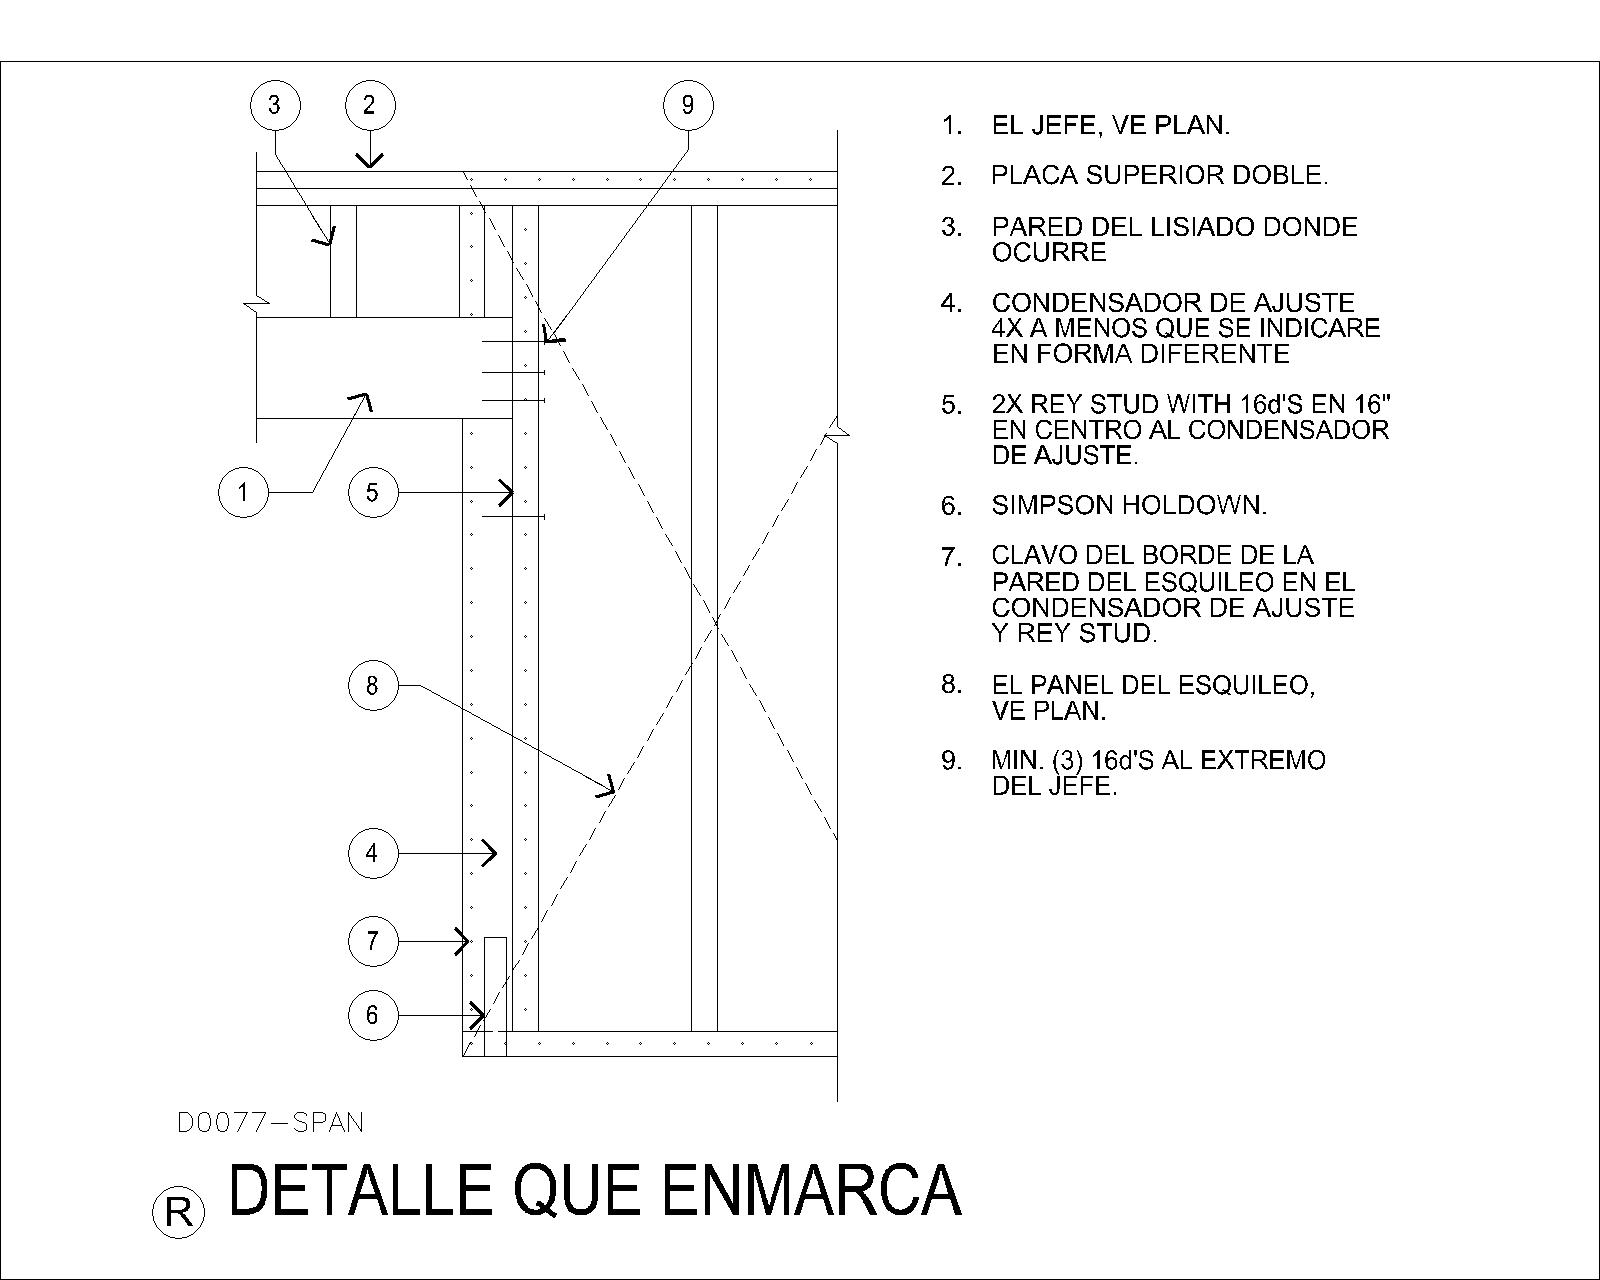 3
2
9
1
5
8
4
7
6
1. EL JEFE, VE PLAN.
2. PLACA SUPERIOR DOBLE.
3. PARED DEL LISIADO DONDE
OCURRE
4. CONDENSADOR DE AJUSTE
4X A MENOS QUE SE INDICARE
EN FORMA DIFERENTE
5. 2X REY STUD WITH 16d'S EN 16"
EN CENTRO AL CONDENSADOR
DE AJUSTE.
6. SIMPSON HOLDOWN.
7. CLAVO DEL BORDE DE LA
PARED DEL ESQUILEO EN EL
CONDENSADOR DE AJUSTE
Y REY STUD.
8. EL PANEL DEL ESQUILEO,
VE PLAN.
9. MIN. (3) 16d'S AL EXTREMO
DEL JEFE.
D0077-SPAN
R DETALLE QUE ENMARCA